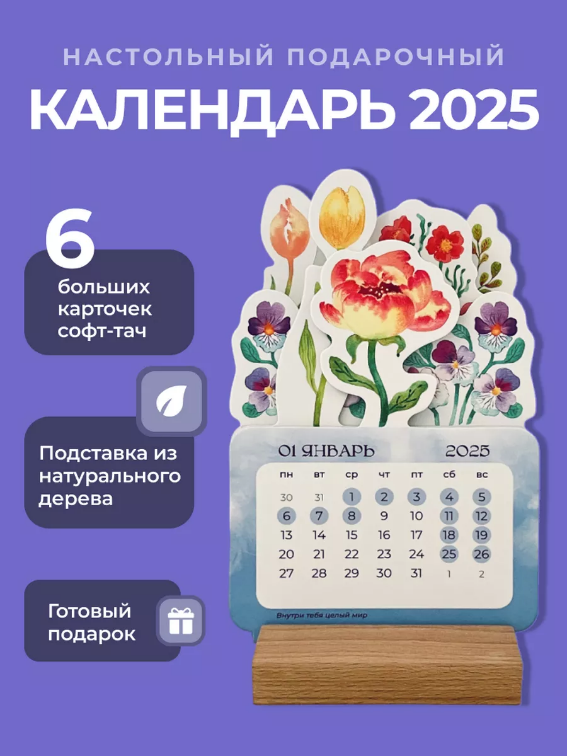 НАСТОЛЬНЫЙ ПОДАРОЧНЫЙ
КАЛЕНДАРЬ 2025
6
больших
карточек
софт-тач
Подставка из
натурального
дерева
Готовый
подарок
01 ЯНВАРЬ 2025
пн вт ср чт пт сб вс
30 31 1 2 3 4 5
6 7 8 9 10 11 12
13 14 15 16 17 18 19
20 21 22 23 24 25 26
27 28 29 30 31 1 2
Внутри тебя целый мир